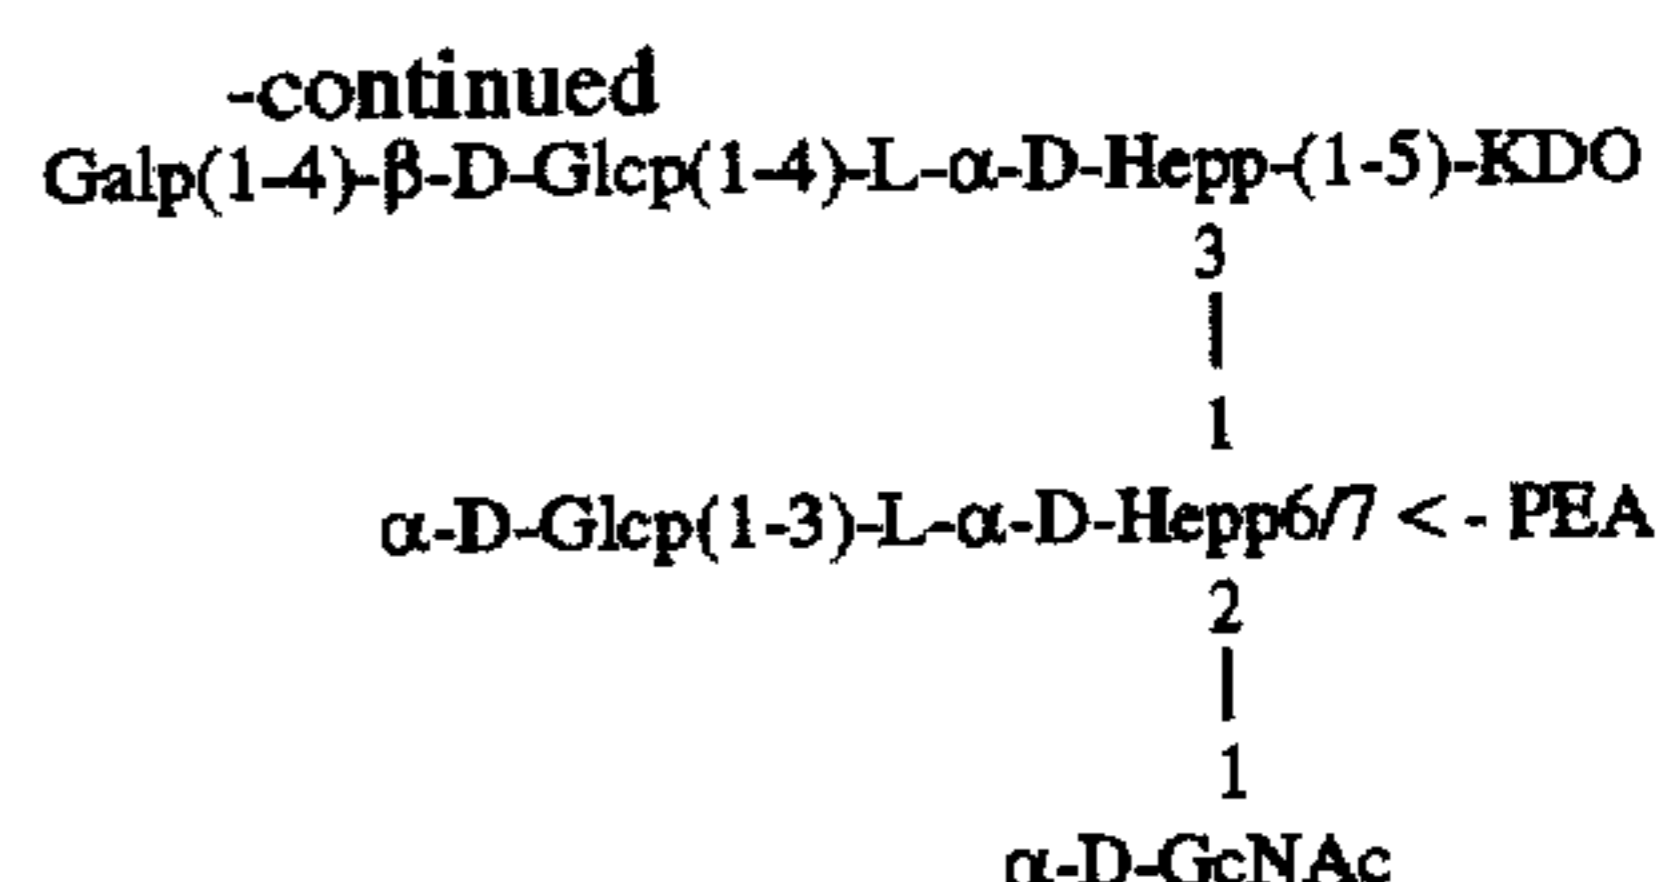 -continued
Galp(1-4)-β-D-Glcp(1-4)-L-α-D-Hepp-(1-5)-KDO
3
|
1
α-D-Glcp(1-3)-L-α-D-Hepp6/7 < - PEA
2
|
1
α-D-GcNAc